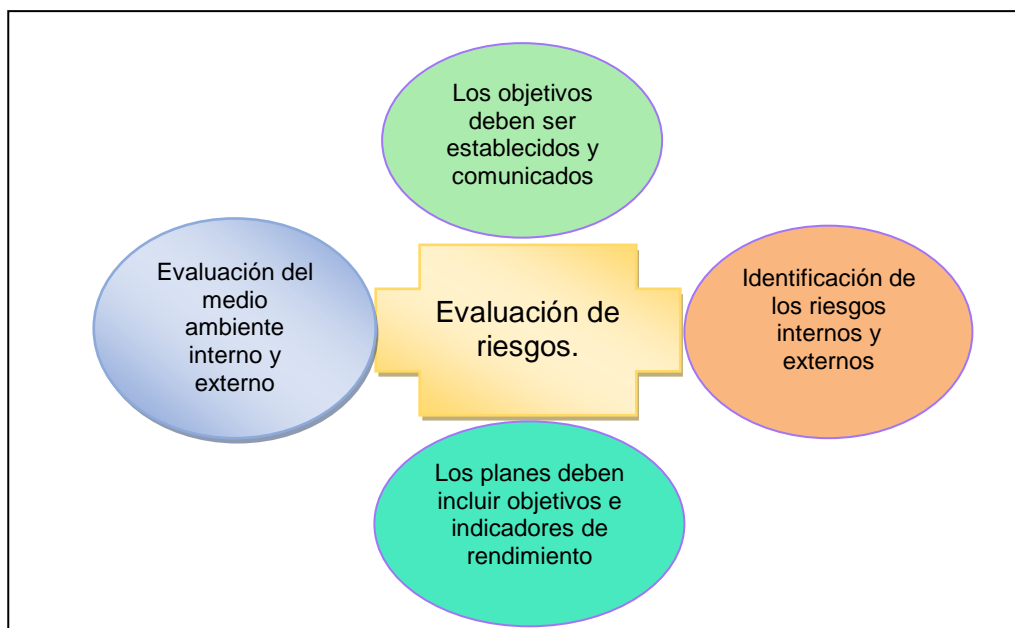 Los objetivos
deben ser
establecidos y
comunicados
Evaluación del
medio
ambiente
interno y
externo
Evaluación de
riesgos.
Identificación de
los riesgos
internos y
externos
Los planes deben
incluir objetivos e
indicadores de
rendimiento